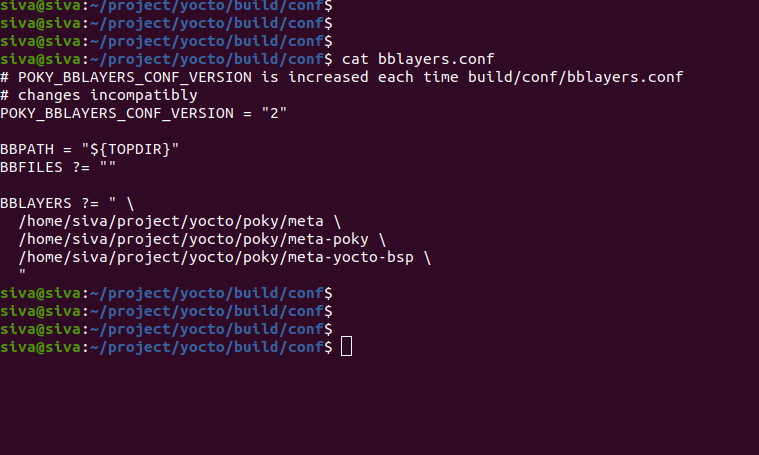 siva@siva:~/project/yocto/build/conf$
siva@siva:~/project/yocto/build/conf$
siva@siva:~/project/yocto/build/conf$
siva@siva:~/project/yocto/build/conf$ cat bblayers.conf
# POKY_BBLAYERS_CONF_VERSION is increased each time build/conf/bblayers.conf
# changes incompatibly
POKY_BBLAYERS_CONF_VERSION = "2"

BBPATH = "${TOPDIR}"
BBFILES ?= ""

BBLAYERS ?= " \
  /home/siva/project/yocto/poky/meta \
  /home/siva/project/yocto/poky/meta-poky \
  /home/siva/project/yocto/poky/meta-yocto-bsp \
  "
siva@siva:~/project/yocto/build/conf$
siva@siva:~/project/yocto/build/conf$
siva@siva:~/project/yocto/build/conf$
siva@siva:~/project/yocto/build/conf$